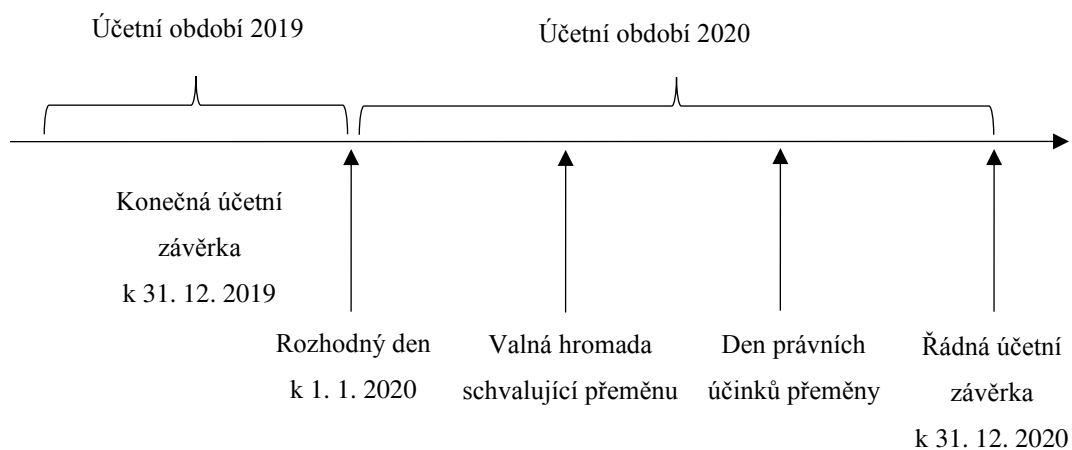 Účetní období 2019
Účetní období 2020
Konečná účetní
závěrka
k 31. 12. 2019
Rozhodný den
k 1. 1. 2020
Valná hromada
schvalující přeměnu
Den právních
účinků přeměny
Řádná účetní
závěrka
k 31. 12. 2020